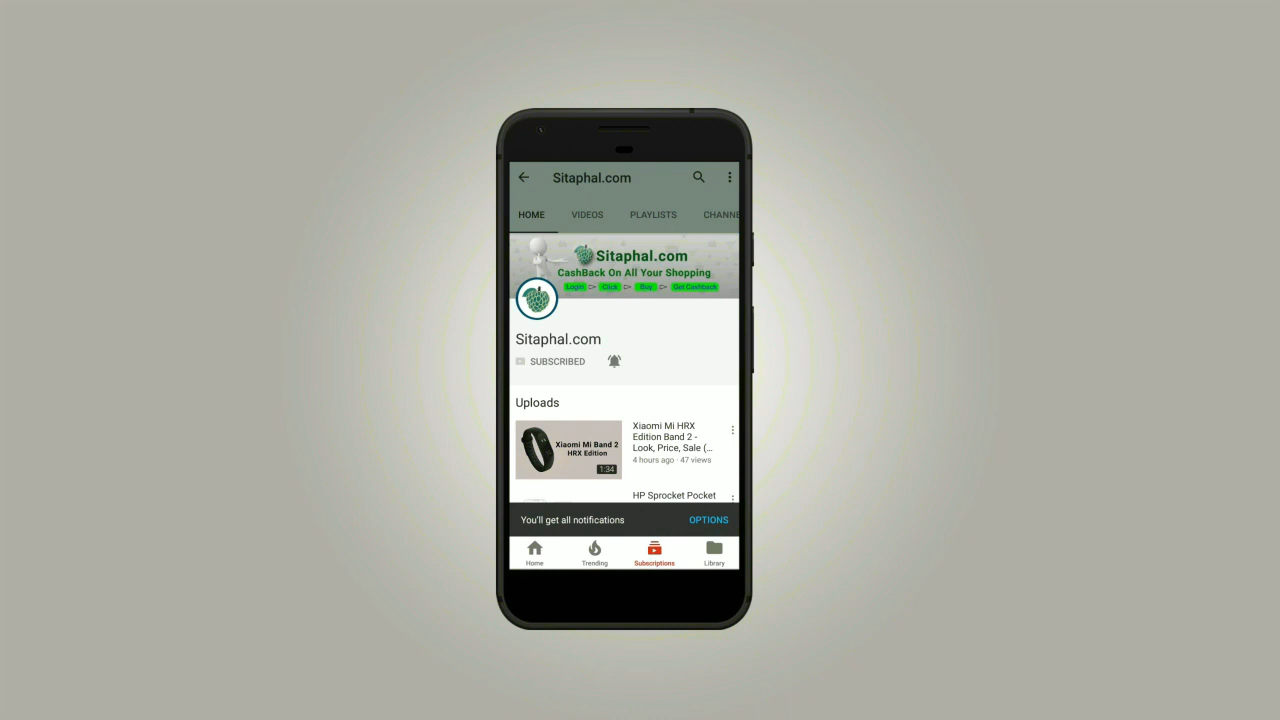 Sitaphal.com
HOME VIDEOS PLAYLISTS CHANNE
Sitaphal.com
CashBack On All Your Shopping
Login Click Buy Get Cashback
Sitaphal.com
SUBSCRIBED
Uploads
Xiaomi Mi Band 2
HRX Edition
1:34
Xiaomi Mi HRX
Edition Band 2 -
Look, Price, Sale (...
4 hours ago · 47 views
HP Sprocket Pocket
You'll get all notifications OPTIONS
Home Trending Subscriptions Library